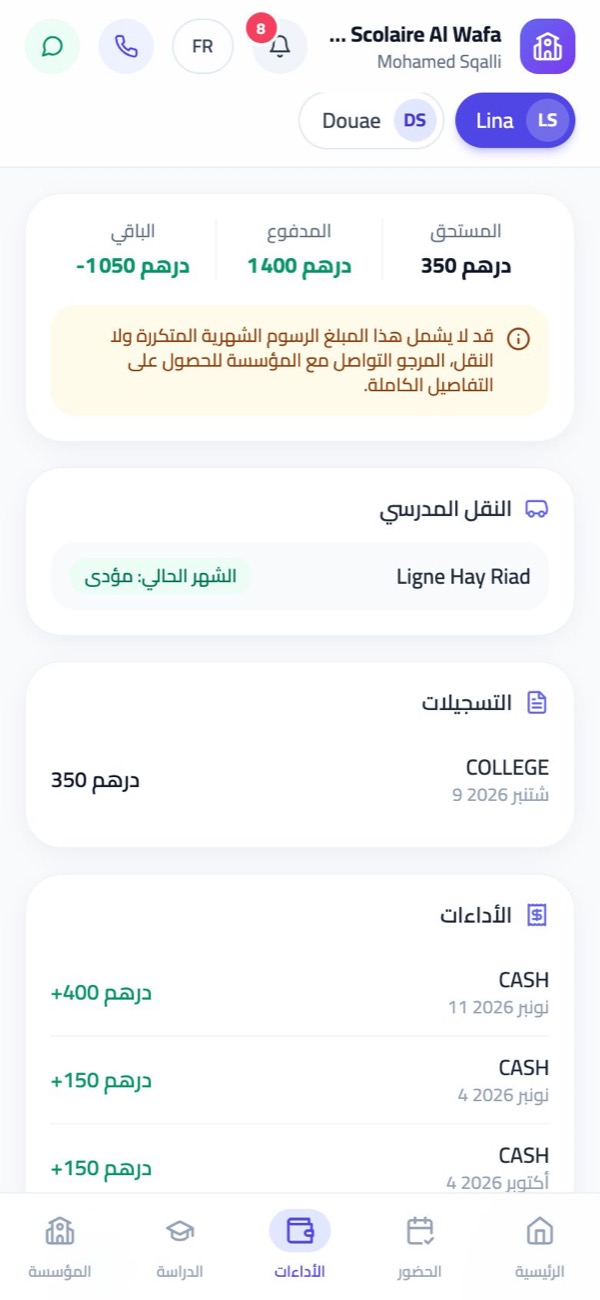 ... Scolaire Al Wafa
Mohamed Sqalli
8
FR
LS Lina
DS Douae
المستحق
350 درهم
المدفوع
1400 درهم
الباقي
-1050 درهم
قد لا يشمل هذا المبلغ الرسوم الشهرية المتكررة ولا
النقل، المرجو التواصل مع المؤسسة للحصول على
التفاصيل الكاملة.
النقل المدرسي
Ligne Hay Riad
الشهر الحالي: مؤدى
التسجيلات
COLLEGE
350 درهم
9 شتنبر 2026
الأداءات
CASH
+400 درهم
11 نونبر 2026
CASH
+150 درهم
4 نونبر 2026
CASH
+150 درهم
4 أكتوبر 2026
الرئيسية
الحضور
الأداءات
الدراسة
المؤسسة